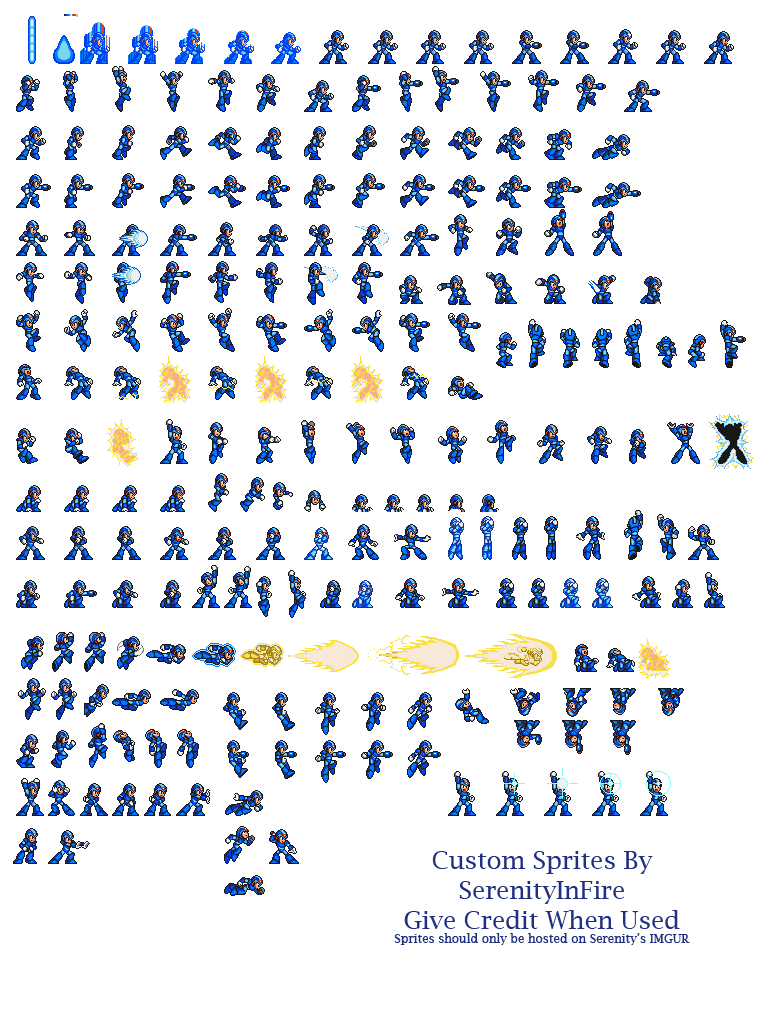 Custom Sprites By
SerenityInFire
Give Credit When Used
Sprites should only be hosted on Serenity's IMGUR